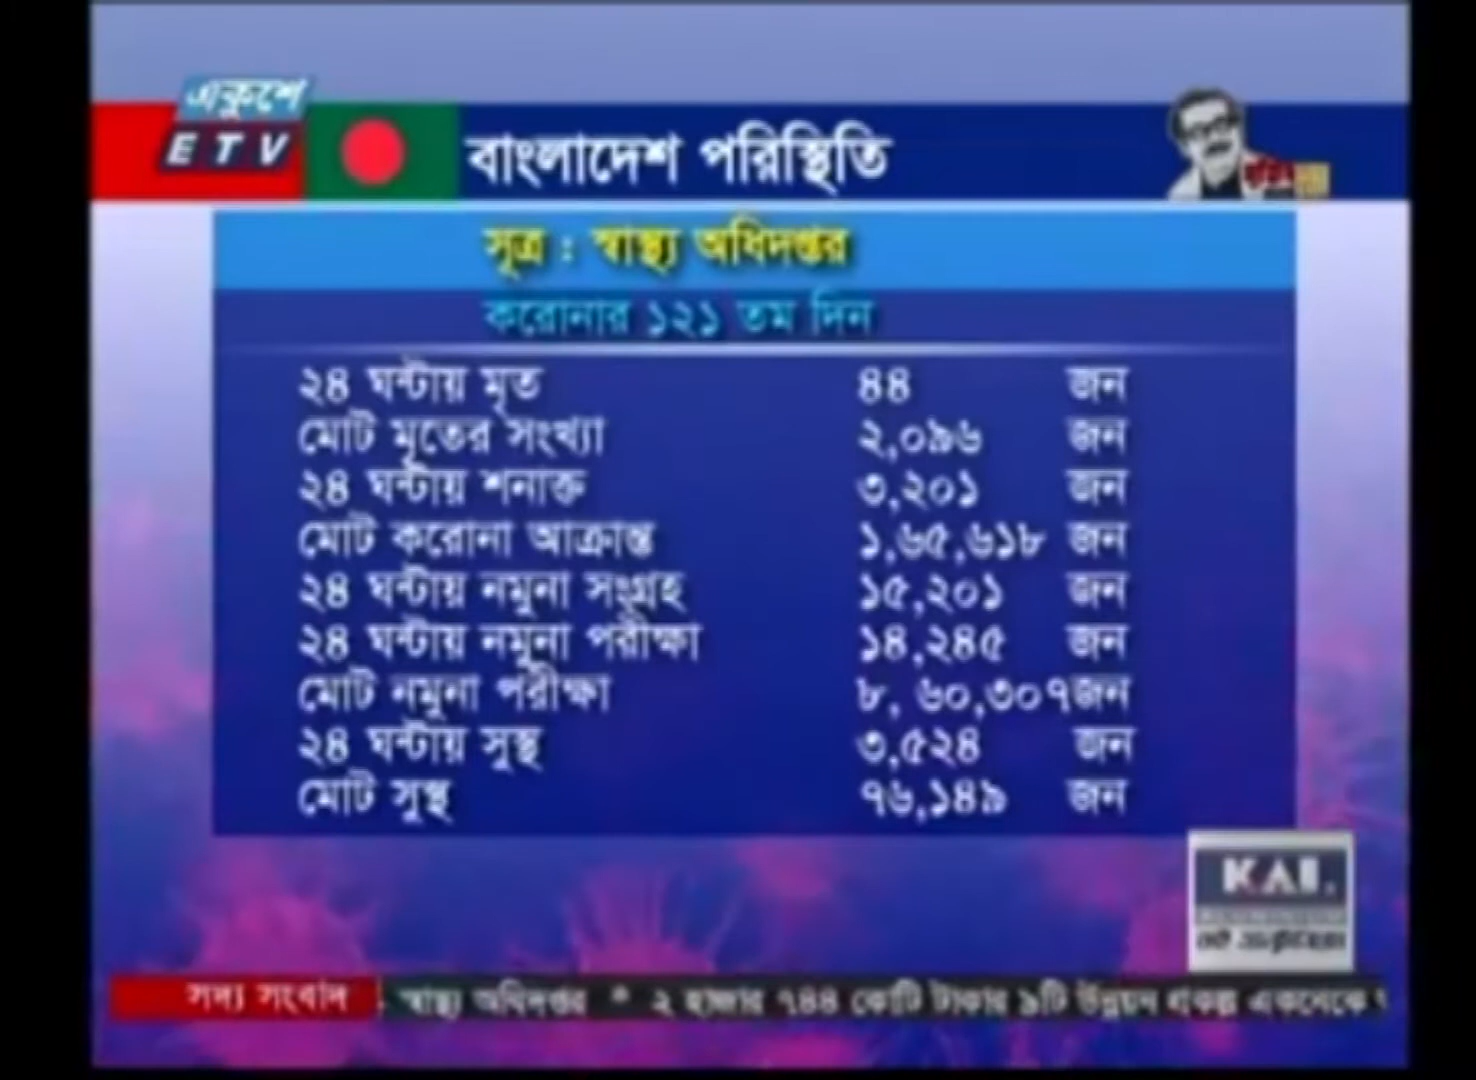 একুশে
ETV
বাংলাদেশ পরিস্থিতি
সূত্র : স্বাস্থ্য অধিদপ্তর
করোনার ১২১ তম দিন
২৪ ঘন্টায় মৃত ৪৪ জন
মোট মৃতের সংখ্যা ২,০৯৬ জন
২৪ ঘন্টায় শনাক্ত ৩,২০১ জন
মোট করোনা আক্রান্ত ১,৬৫,৬১৮ জন
২৪ ঘন্টায় নমুনা সংগ্রহ ১৫,২০১ জন
২৪ ঘন্টায় নমুনা পরীক্ষা ১৪,২৪৫ জন
মোট নমুনা পরীক্ষা ৮, ৬০,৩০৭জন
২৪ ঘন্টায় সুস্থ ৩,৫২৪ জন
মোট সুস্থ ৭৬,১৪৯ জন
KAI
সদ্য সংবাদ
স্বাস্থ্য অধিদপ্তর * ২ হাজার ৭৪৪ কোটি টাকার ৯টি উন্নয়ন প্রকল্প একনেকে